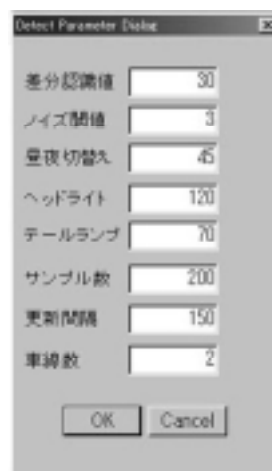 Detect Parameter Dialog
差分認識値 30
ノイズ閾値 3
昼夜切替え 45
ヘッドライト 120
テールランプ 70
サンプル数 200
更新間隔 150
車線数 2
OK Cancel